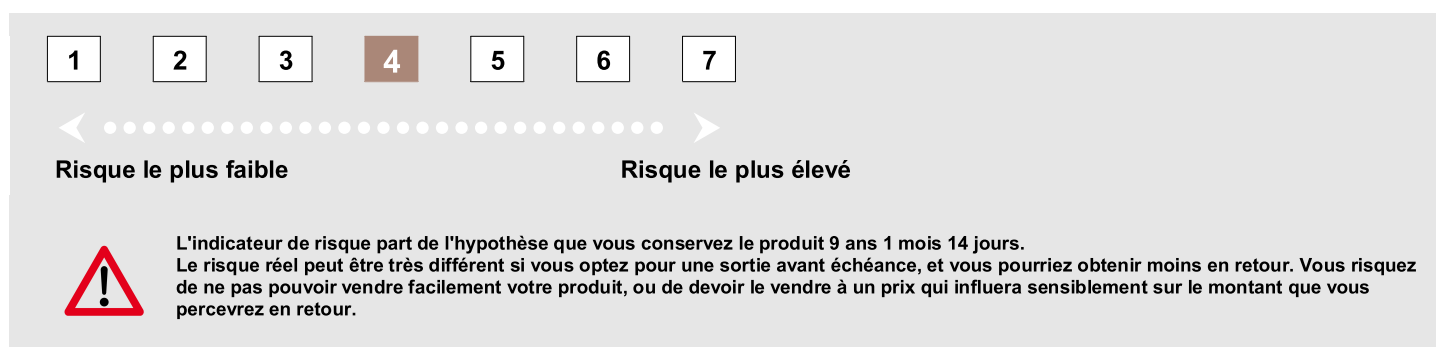 1 2 3 4 5 6 7
Risque le plus faible Risque le plus élevé
L'indicateur de risque part de l'hypothèse que vous conservez le produit 9 ans 1 mois 14 jours.
Le risque réel peut être très différent si vous optez pour une sortie avant échéance, et vous pourriez obtenir moins en retour. Vous risquez
de ne pas pouvoir vendre facilement votre produit, ou de devoir le vendre à un prix qui influera sensiblement sur le montant que vous
percevrez en retour.